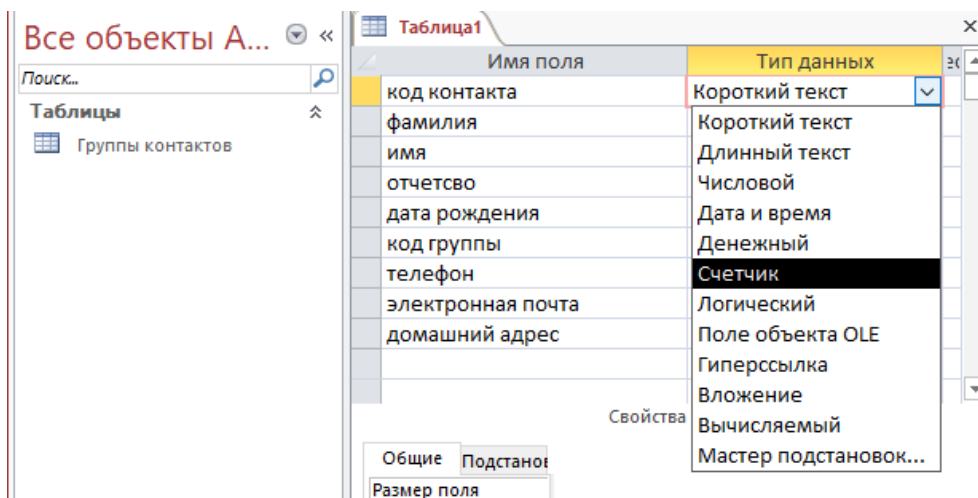 Все объекты A...
Поиск...
Таблицы
Группы контактов
Таблица1
Имя поля
Тип данных
код контакта
Короткий текст
фамилия
имя
отчетсво
дата рождения
код группы
телефон
электронная почта
домашний адрес
Короткий текст
Длинный текст
Числовой
Дата и время
Денежный
Счетчик
Логический
Поле объекта OLE
Гиперссылка
Вложение
Вычисляемый
Мастер подстановок...
Свойства
Общие
Размер поля